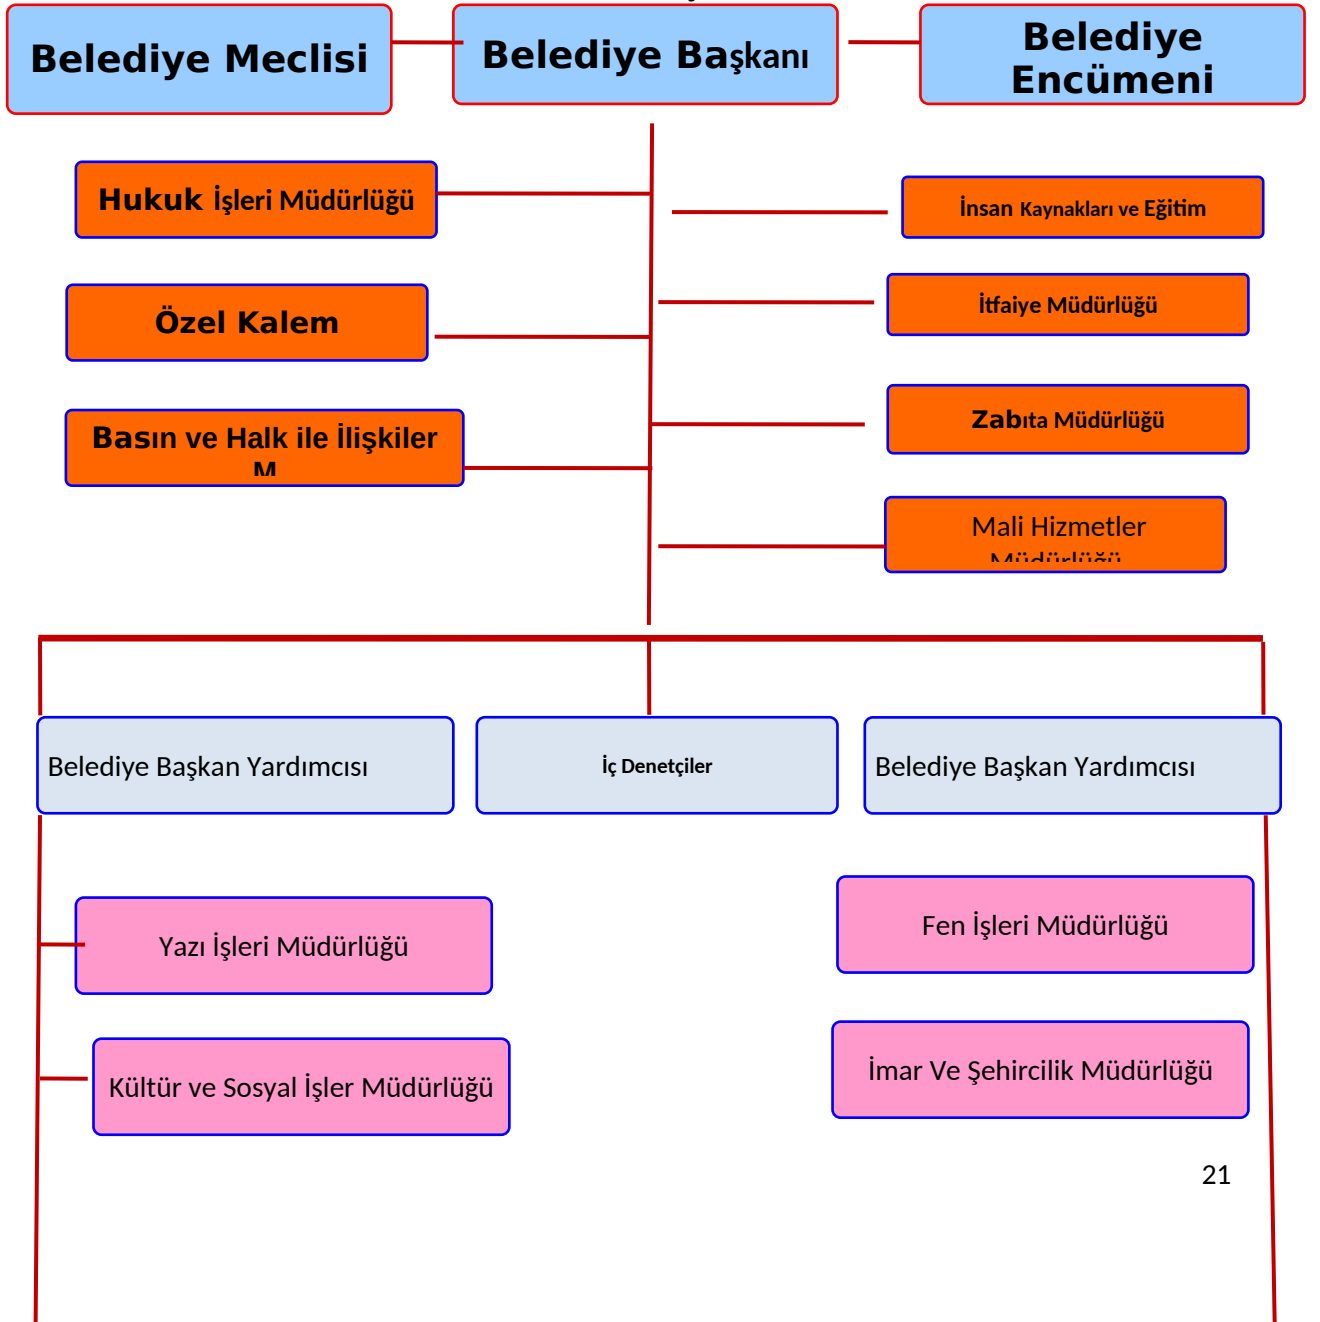 Belediye Meclisi
Belediye Başkanı
Belediye
Encümeni
Hukuk İşleri Müdürlüğü
İnsan Kaynakları ve Eğitim
Özel Kalem
İtfaiye Müdürlüğü
Basın ve Halk ile İlişkiler
M
Zabıta Müdürlüğü
Mali Hizmetler
Müdürlüğü
Belediye Başkan Yardımcısı
İç Denetçiler
Belediye Başkan Yardımcısı
Yazı İşleri Müdürlüğü
Fen İşleri Müdürlüğü
Kültür ve Sosyal İşler Müdürlüğü
İmar Ve Şehircilik Müdürlüğü
21